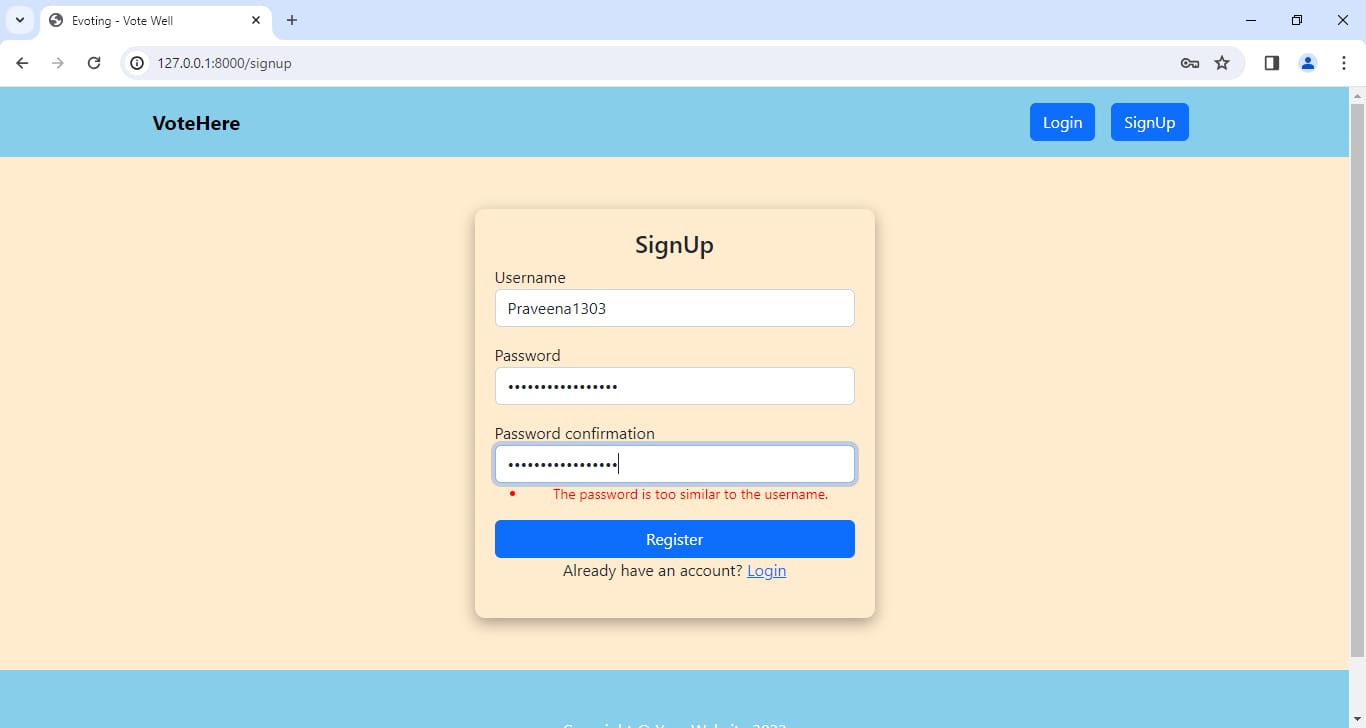 Evoting - Vote Well
127.0.0.1:8000/signup
VoteHere
Login
SignUp
SignUp
Username
Praveena1303
Password
•••••••••••••••••
Password confirmation
•••••••••••••••••
• The password is too similar to the username.
Register
Already have an account? Login